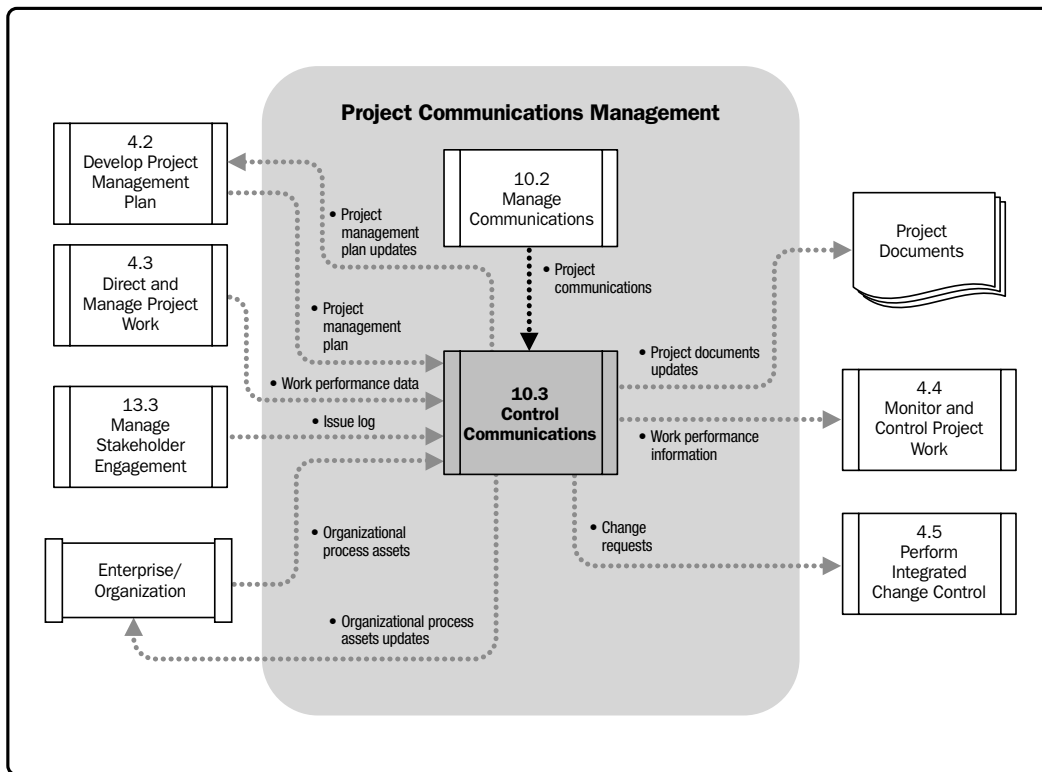 Project Communications Management
4.2
Develop Project
Management
Plan
10.2
Manage
Communications
• Project
management
plan updates
Project
Documents
4.3
Direct and
Manage Project
Work
• Project
communications
• Project
management
plan
• Project documents
updates
10.3
Control
Communications
4.4
Monitor and
Control Project
Work
• Work performance data
13.3
Manage
Stakeholder
Engagement
• Issue log
• Work performance
information
• Organizational
process assets
• Change
requests
4.5
Perform
Integrated
Change Control
Enterprise/
Organization
• Organizational process
assets updates